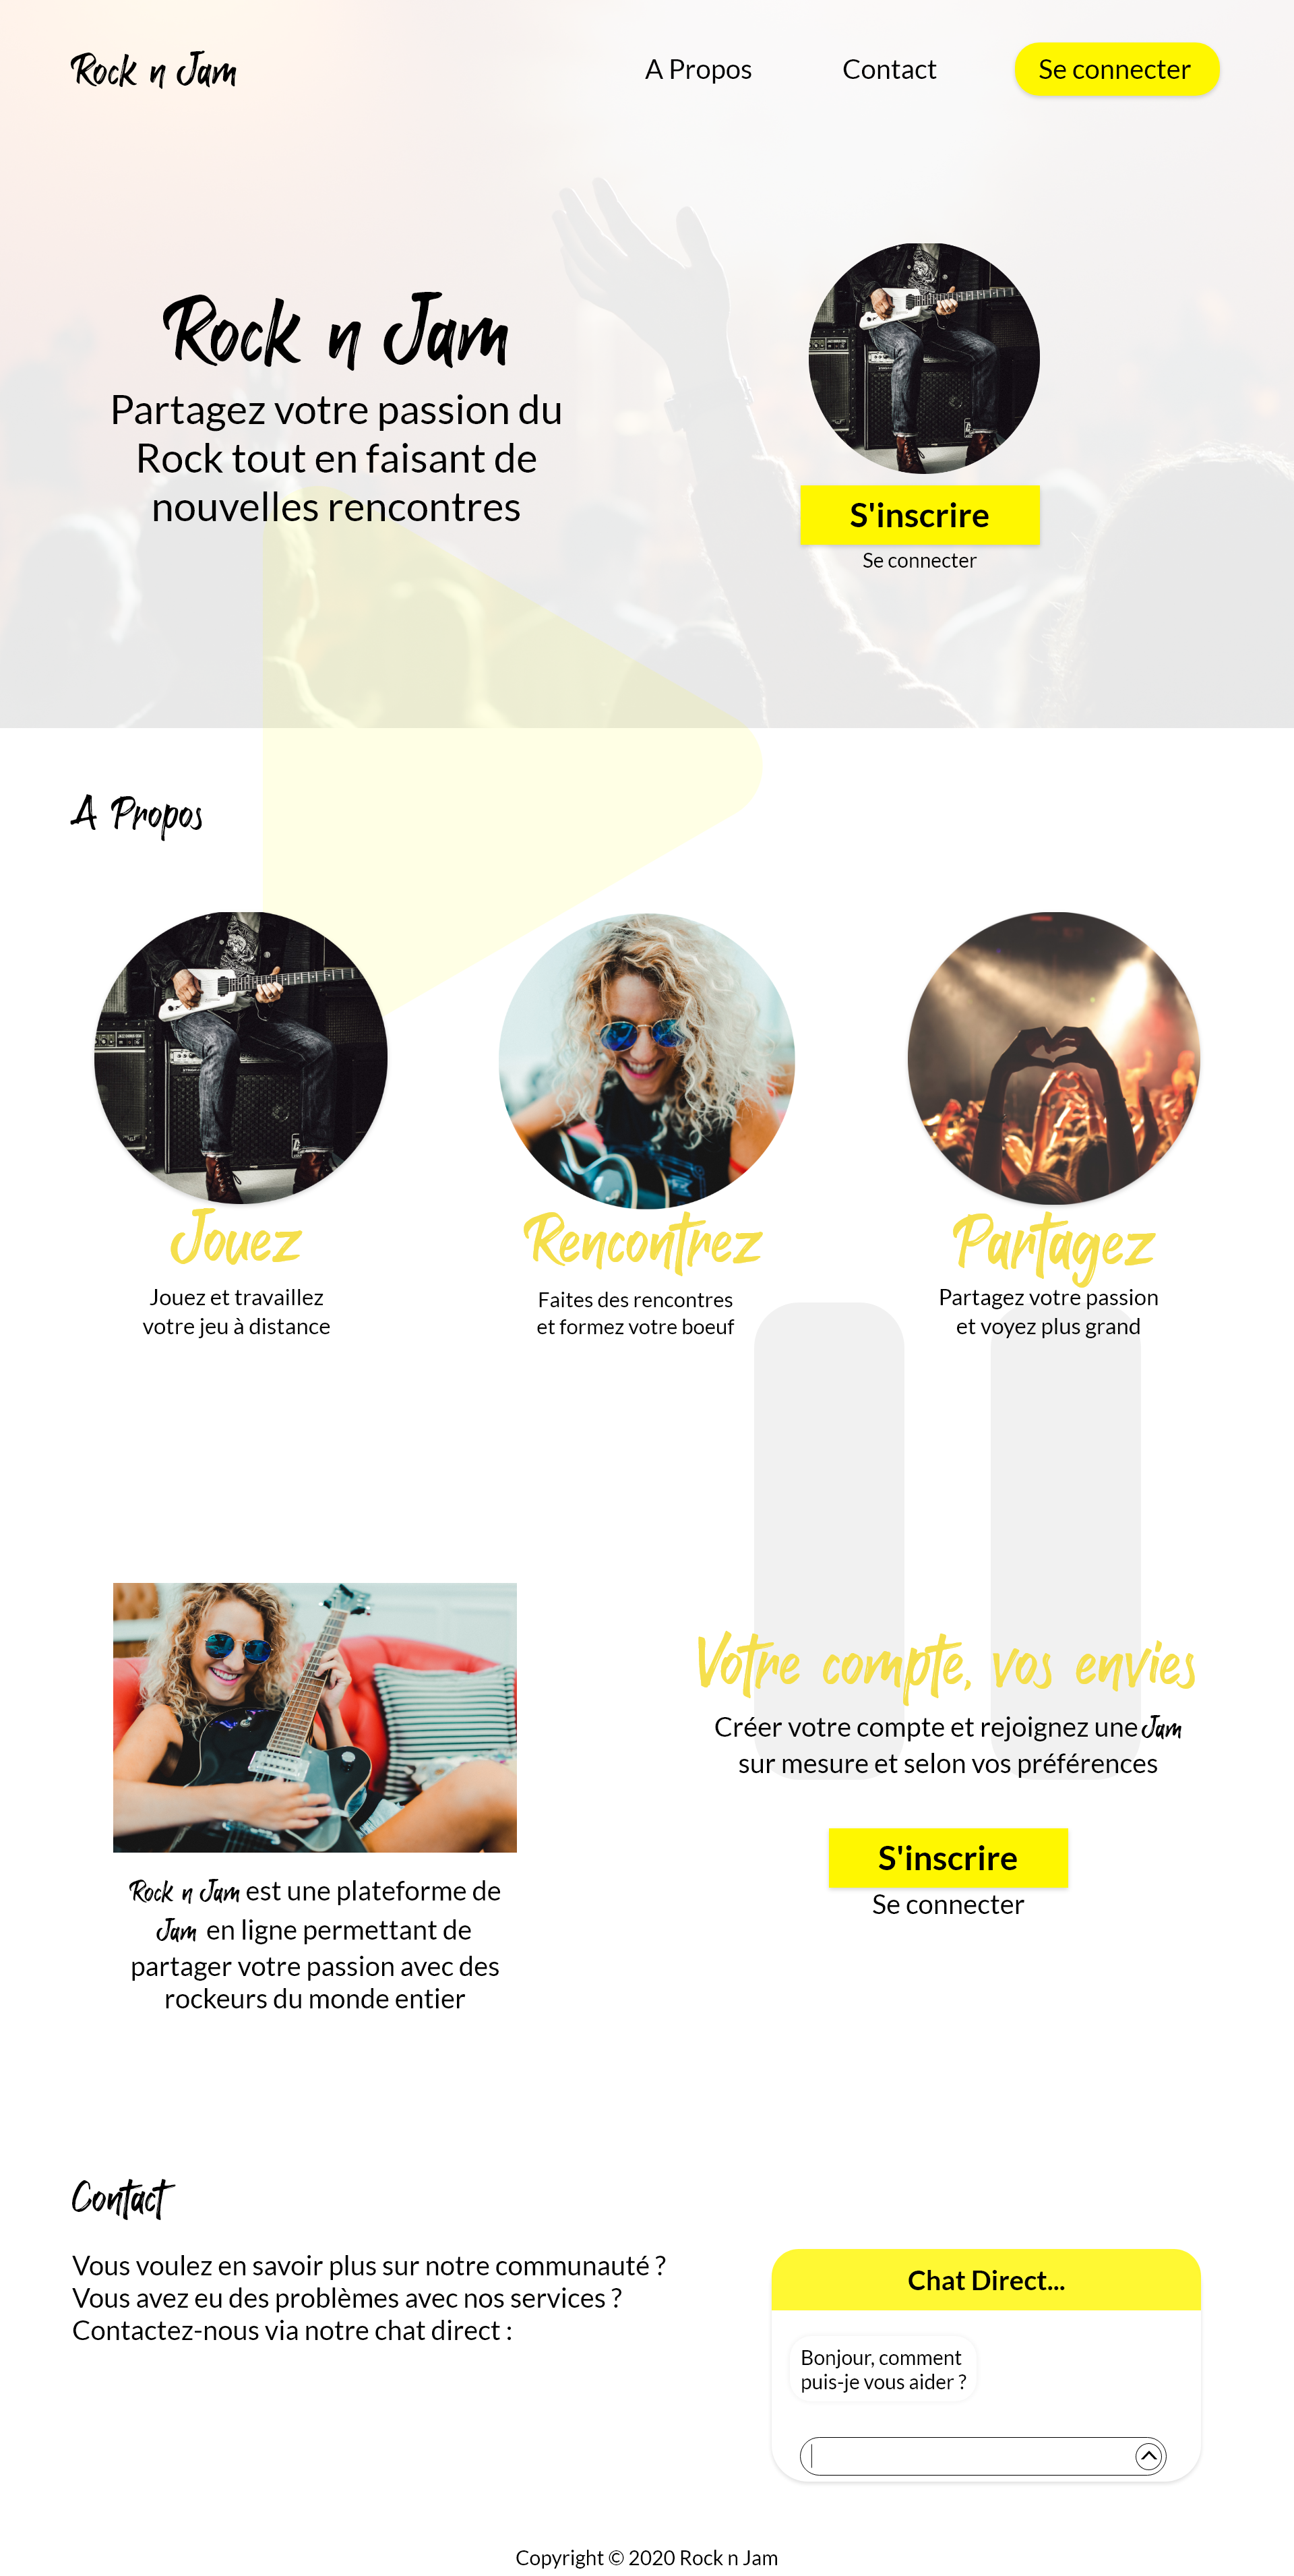 Rock n Jam
A Propos
Contact
Se connecter
Rock n Jam
Partagez votre passion du
Rock tout en faisant de
nouvelles rencontres
S'inscrire
Se connecter
A Propos
Jouez
Jouez et travaillez
votre jeu à distance
Rencontrez
Faites des rencontres
et formez votre boeuf
Partagez
Partagez votre passion
et voyez plus grand
Rock n Jam est une plateforme de
Jam en ligne permettant de
partager votre passion avec des
rockeurs du monde entier
Votre compte, vos envies
Créer votre compte et rejoignez une Jam
sur mesure et selon vos préférences
S'inscrire
Se connecter
Contact
Vous voulez en savoir plus sur notre communauté ?
Vous avez eu des problèmes avec nos services ?
Contactez-nous via notre chat direct :
Chat Direct...
Bonjour, comment
puis-je vous aider ?
Copyright © 2020 Rock n Jam